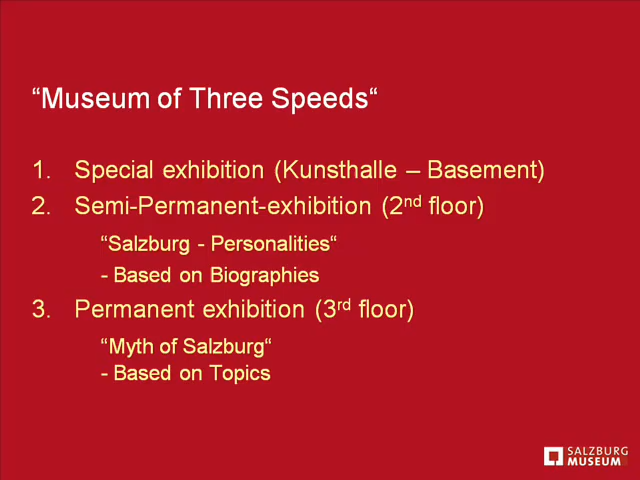 “Museum of Three Speeds“
1. Special exhibition (Kunsthalle – Basement)
2. Semi-Permanent-exhibition (2nd floor)
“Salzburg - Personalities“
- Based on Biographies
3. Permanent exhibition (3rd floor)
“Myth of Salzburg“
- Based on Topics
SALZBURG
MUSEUM